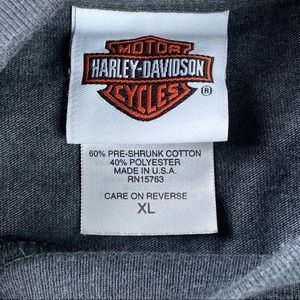 MOTOR
HARLEY-DAVIDSON
CYCLES ®
60% PRE-SHRUNK COTTON
40% POLYESTER
MADE IN U.S.A.
RN15763
CARE ON REVERSE
XL